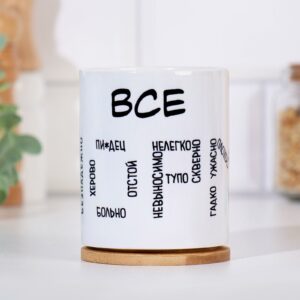 ВСЕ
ПИ*ДЕЦ
ХЕРОВО
ОТСТОЙ
БОЛЬНО
НЕЛЕГКО
НЕВЫНОСИМО
ТУПО
СКВЕРНО
УЖАСНО
ГАДКО